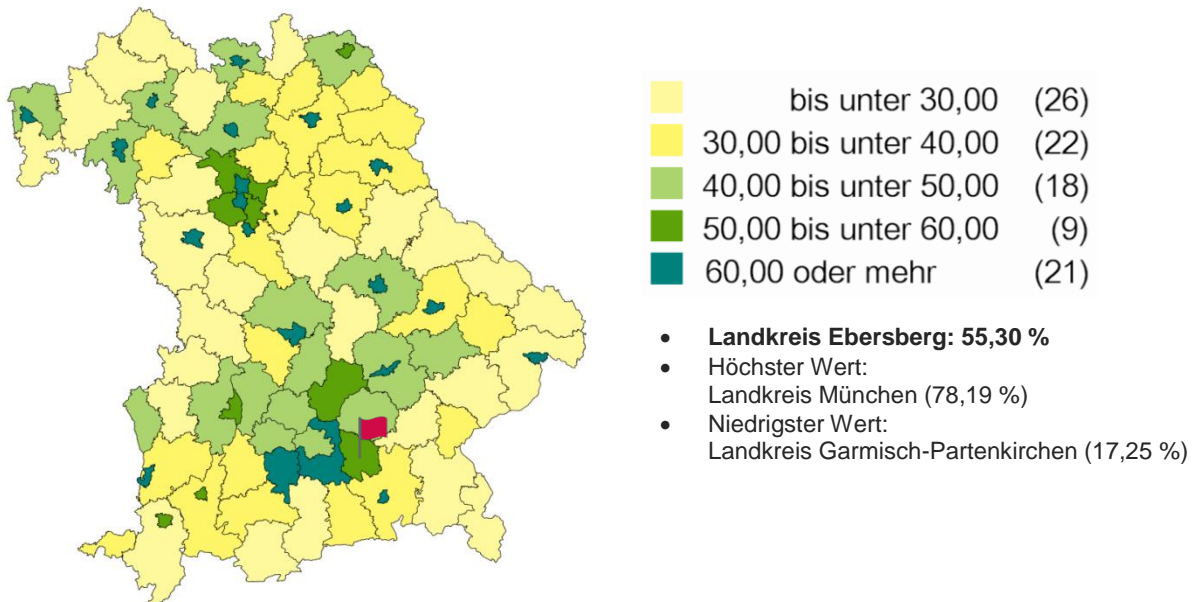 bis unter 30,00 (26)
30,00 bis unter 40,00 (22)
40,00 bis unter 50,00 (18)
50,00 bis unter 60,00 (9)
60,00 oder mehr (21)
• Landkreis Ebersberg: 55,30 %
• Höchster Wert:
Landkreis München (78,19 %)
• Niedrigster Wert:
Landkreis Garmisch-Partenkirchen (17,25 %)